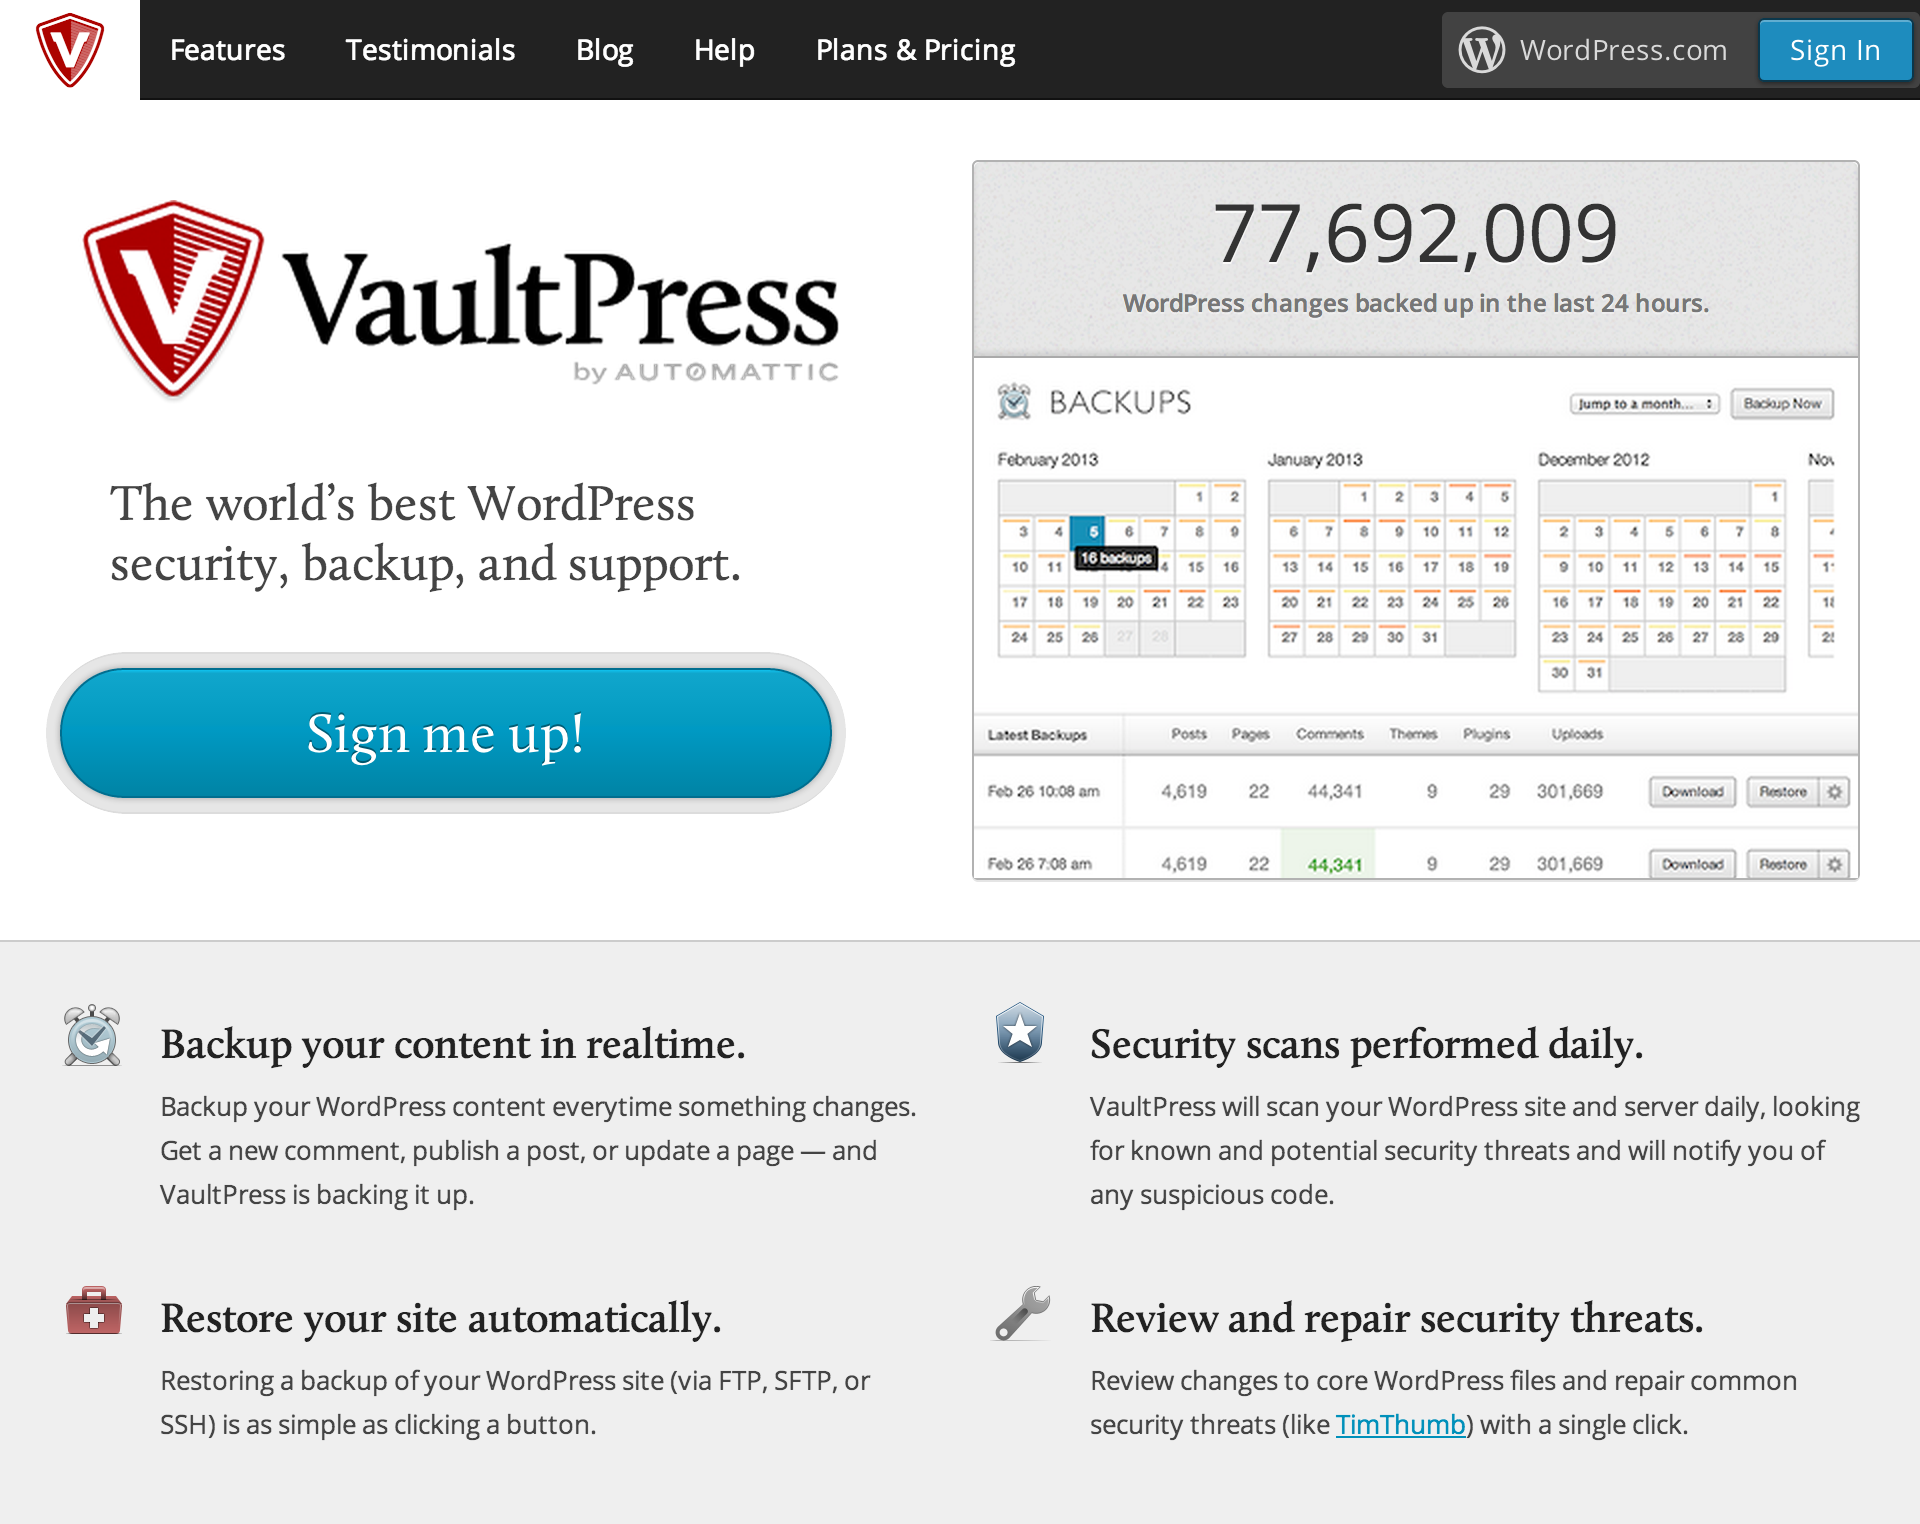 Features Testimonials Blog Help Plans & Pricing WordPress.com Sign In
VaultPress
by AUTOMATTIC
The world’s best WordPress
security, backup, and support.
Sign me up!
77,692,009
WordPress changes backed up in the last 24 hours.
BACKUPS Jump to a month... Backup Now
February 2013
1 2
3 4 5 6 7 8 9
16 backups
10 11 4 15 16
17 18 19 20 21 22 23
24 25 26 27 28
January 2013
1 2 3 4 5
6 7 8 9 10 11 12
13 14 15 16 17 18 19
20 21 22 23 24 25 26
27 28 29 30 31
December 2012
1
2 3 4 5 6 7 8
9 10 11 12 13 14 15
16 17 18 19 20 21 22
23 24 25 26 27 28 29
30 31
Nov
Latest Backups Posts Pages Comments Themes Plugins Uploads
Feb 26 10:08 am 4,619 22 44,341 9 29 301,669 Download Restore
Feb 26 7:08 am 4,619 22 44,341 9 29 301,669 Download Restore
Backup your content in realtime.
Backup your WordPress content everytime something changes.
Get a new comment, publish a post, or update a page — and
VaultPress is backing it up.
Security scans performed daily.
VaultPress will scan your WordPress site and server daily, looking
for known and potential security threats and will notify you of
any suspicious code.
Restore your site automatically.
Restoring a backup of your WordPress site (via FTP, SFTP, or
SSH) is as simple as clicking a button.
Review and repair security threats.
Review changes to core WordPress files and repair common
security threats (like TimThumb) with a single click.